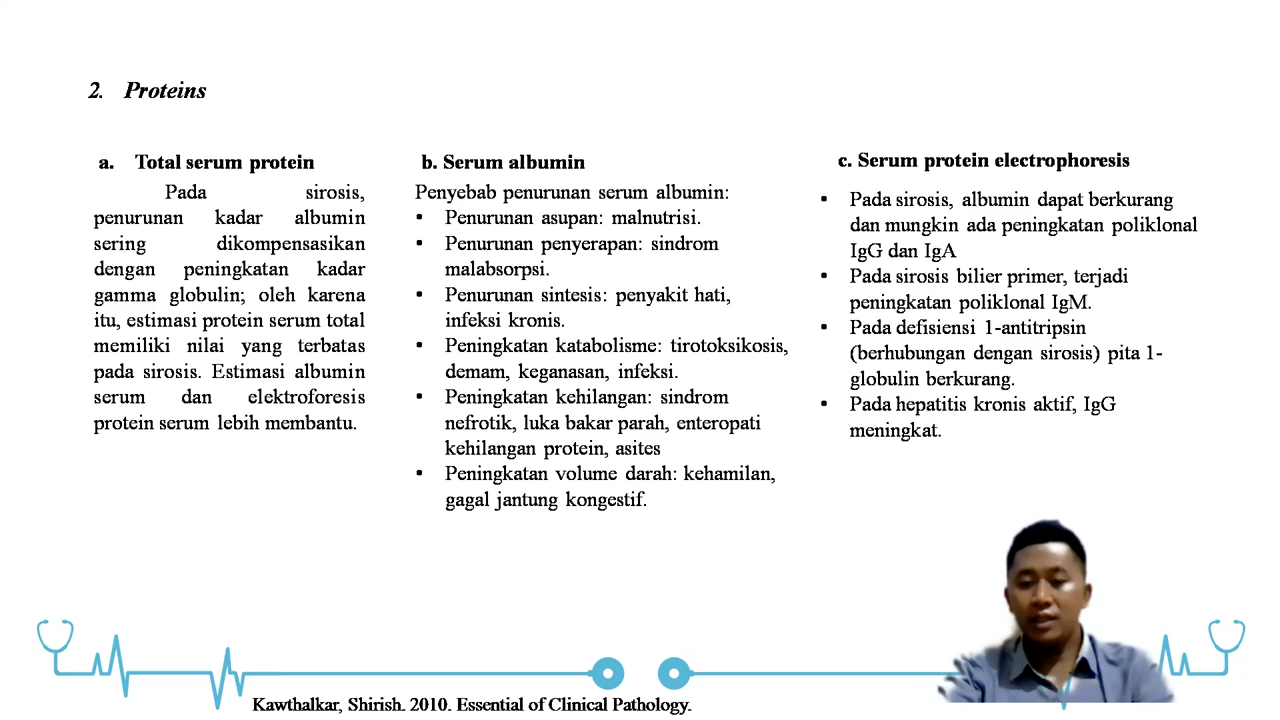 2. Proteins
a. Total serum protein
Pada sirosis,
penurunan kadar albumin
sering dikompensasikan
dengan peningkatan kadar
gamma globulin; oleh karena
itu, estimasi protein serum total
memiliki nilai yang terbatas
pada sirosis. Estimasi albumin
serum dan elektroforesis
protein serum lebih membantu.
b. Serum albumin
Penyebab penurunan serum albumin:
• Penurunan asupan: malnutrisi.
• Penurunan penyerapan: sindrom
malabsorpsi.
• Penurunan sintesis: penyakit hati,
infeksi kronis.
• Peningkatan katabolisme: tirotoksikosis,
demam, keganasan, infeksi.
• Peningkatan kehilangan: sindrom
nefrotik, luka bakar parah, enteropati
kehilangan protein, asites
• Peningkatan volume darah: kehamilan,
gagal jantung kongestif.
c. Serum protein electrophoresis
• Pada sirosis, albumin dapat berkurang
dan mungkin ada peningkatan poliklonal
IgG dan IgA
• Pada sirosis bilier primer, terjadi
peningkatan poliklonal IgM.
• Pada defisiensi 1-antitripsin
(berhubungan dengan sirosis) pita 1-
globulin berkurang.
• Pada hepatitis kronis aktif, IgG
meningkat.
Kawthalkar, Shirish. 2010. Essential of Clinical Pathology.